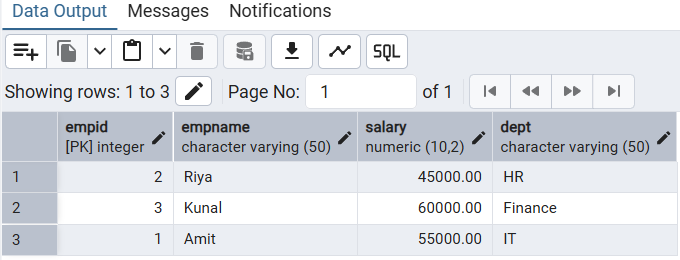 Data Output Messages Notifications
SQL
Showing rows: 1 to 3 Page No: 1 of 1
empid empname salary dept
[PK] integer character varying (50) numeric (10,2) character varying (50)
1 2 Riya 45000.00 HR
2 3 Kunal 60000.00 Finance
3 1 Amit 55000.00 IT